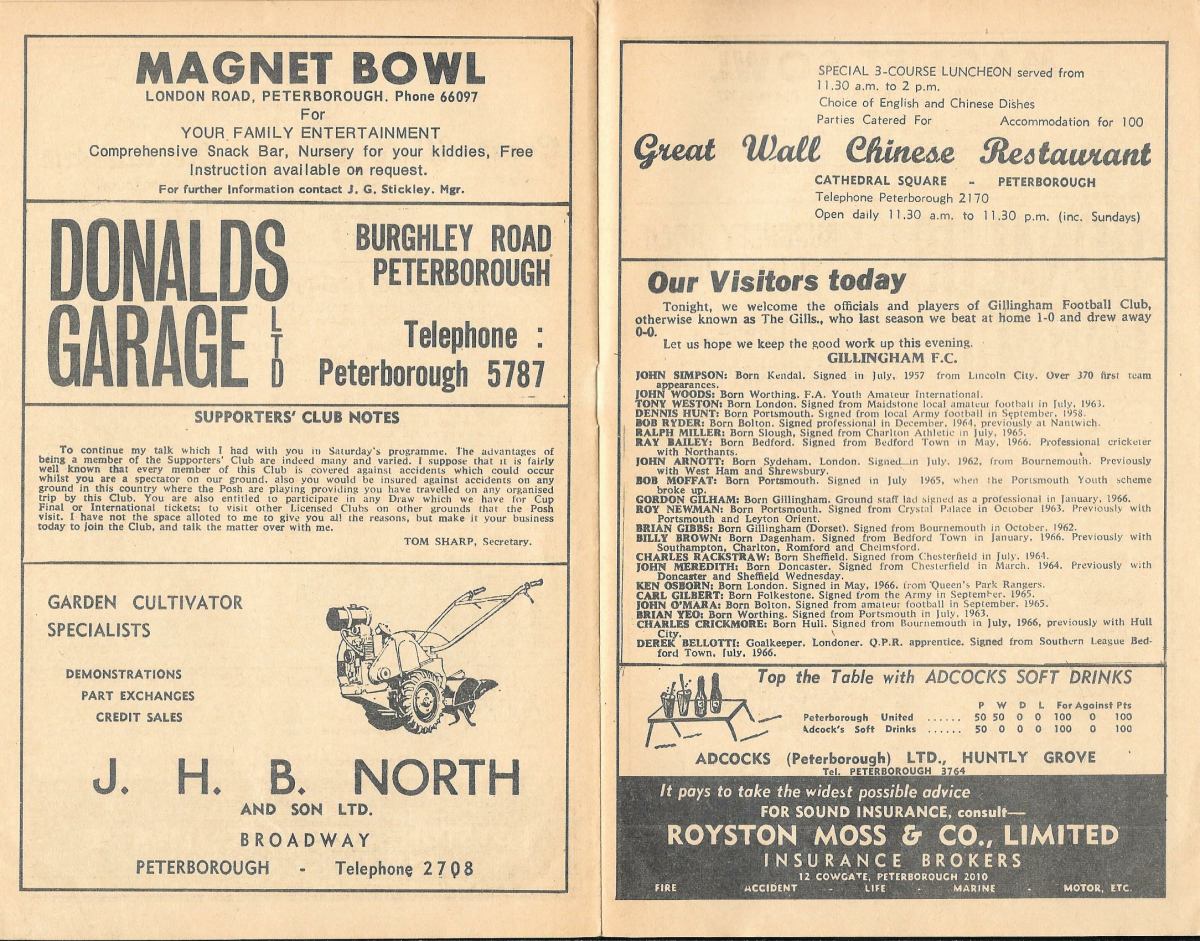 MAGNET BOWL
LONDON ROAD, PETERBOROUGH. Phone 66097
For
YOUR FAMILY ENTERTAINMENT
Comprehensive Snack Bar, Nursery for your kiddies, Free
Instruction available on request.
For further Information contact J. G. Stickley. Mgr.
DONALDS
GARAGE LTD
BURGHLEY ROAD
PETERBOROUGH
Telephone :
Peterborough 5787
SUPPORTERS' CLUB NOTES
To continue my talk which I had with you in Saturday's programme. The advantages of
being a member of the Supporters' Club are indeed many and varied. I suppose that it is fairly
well known that every member of this Club is covered against accidents which could occur
whilst you are a spectator on our ground. also you would be insured against accidents on any
ground in this country where the Posh are playing providing you have travelled on any organised
trip by this Club. You are also entitled to participate in any Draw which we have for Cup
Final or International tickets; to visit other Licensed Clubs on other grounds that the Posh
visit. I have not the space alloted to me to give you all the reasons, but make it your business
today to join the Club, and talk the matter over with me.
TOM SHARP, Secretary.
GARDEN CULTIVATOR
SPECIALISTS
DEMONSTRATIONS
PART EXCHANGES
CREDIT SALES
J. H. B. NORTH
AND SON LTD.
BROADWAY
PETERBOROUGH - Telephone 2708
SPECIAL 3-COURSE LUNCHEON served from
11.30 a.m. to 2 p.m.
Choice of English and Chinese Dishes
Parties Catered For Accommodation for 100
Great Wall Chinese Restaurant
CATHEDRAL SQUARE - PETERBOROUGH
Telephone Peterborough 2170
Open daily 11.30 a.m. to 11.30 p.m. (inc. Sundays)
Our Visitors today
Tonight, we welcome the officials and players of Gillingham Football Club,
otherwise known as The Gills., who last season we beat at home 1-0 and drew away
0-0.
Let us hope we keep the good work up this evening.
GILLINGHAM F.C.
JOHN SIMPSON: Born Kendal. Signed in July, 1957 from Lincoln City. Over 370 first team
appearances.
JOHN WOODS: Born Worthing. F.A. Youth Amateur International.
TONY WESTON: Born London. Signed from Maidstone local amateur football in July, 1963.
DENNIS HUNT: Born Portsmouth. Signed from local Army football in September, 1958.
BOB RYDER: Born Bolton. Signed professional in December, 1964, previously at Nantwich.
RALPH MILLER: Born Slough, Signed from Charlton Athletic in July, 1965.
RAY BAILEY: Born Bedford. Signed from Bedford Town in May, 1966. Professional cricketer
with Northants.
JOHN ARNOTT: Born Sydeham, London. Signed in July, 1962, from Bournemouth. Previously
with West Ham and Shrewsbury.
BOB MOFFAT: Born Portsmouth. Signed in July 1965, when the Portsmouth Youth scheme
broke up.
GORDON GILHAM: Born Gillingham. Ground staff lad signed as a professional in January, 1966.
ROY NEWMAN: Born Portsmouth. Signed from Crystal Palace in October 1963. Previously with
Portsmouth and Leyton Orient.
BRIAN GIBBS: Born Gillingham (Dorset). Signed from Bournemouth in October, 1962.
BILLY BROWN: Born Dagenham. Signed from Bedford Town in January, 1966. Previously with
Southampton, Charlton, Romford and Chelmsford.
CHARLES RACKSTRAW: Born Sheffield. Signed from Chesterfield in July, 1964.
JOHN MEREDITH: Born Doncaster. Signed from Chesterfield in March, 1964. Previously with
Doncaster and Sheffield Wednesday.
KEN OSBORN: Born London. Signed in May, 1966, from Queen's Park Rangers.
CARL GILBERT: Born Folkestone. Signed from the Army in September, 1965.
JOHN O'MARA: Born Bolton. Signed from amateur football in September, 1965.
BRIAN YEO: Born Worthing. Signed from Portsmouth in July, 1963.
CHARLES CRICKMORE: Born Hull. Signed from Bournemouth in July, 1966, previously with Hull
City.
DEREK BELLOTTI: Goalkeeper. Londoner. Q.P.R. apprentice. Signed from Southern League Bed-
ford Town, July, 1966.
Top the Table with ADCOCKS SOFT DRINKS
P W D L For Against Pts
Peterborough United ...... 50 50 0 0 100 0 100
Adcock's Soft Drinks ...... 50 0 0 0 100 0 100
ADCOCKS (Peterborough) LTD., HUNTLY GROVE
Tel. PETERBOROUGH 3764
It pays to take the widest possible advice
FOR SOUND INSURANCE, consult—
ROYSTON MOSS & CO., LIMITED
INSURANCE BROKERS
12 COWGATE, PETERBOROUGH 2010
FIRE ACCIDENT - LIFE - MARINE - MOTOR, ETC.